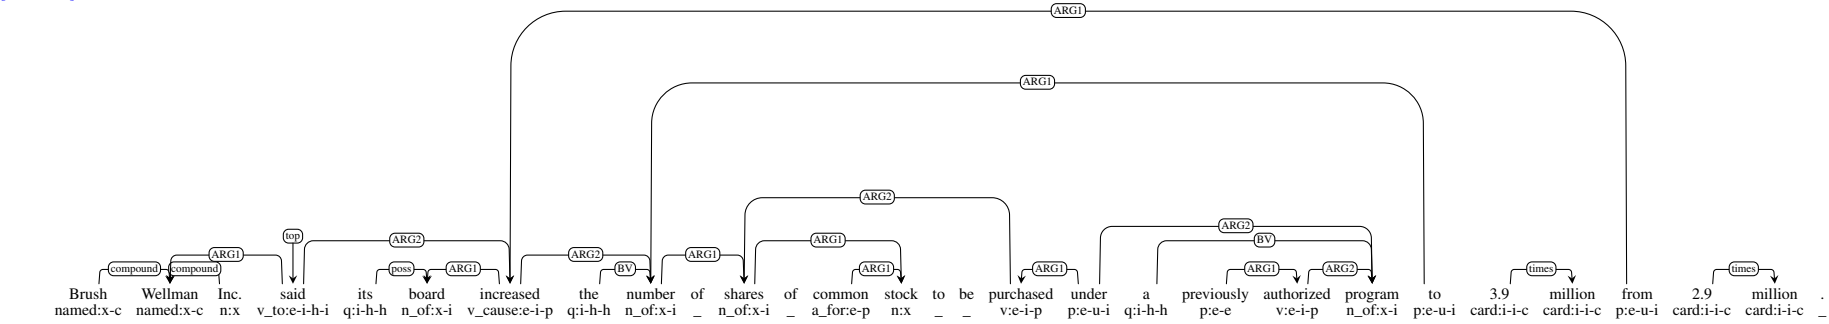 ARG1
ARG1
ARG2
top ARG2 ARG2 ARG1 BV
ARG1 ARG2 BV ARG1
compound compound poss ARG1 ARG1 ARG1 ARG1 ARG2 times times
Brush Wellman Inc. said its board increased the number of shares of common stock to be purchased under a previously authorized program to 3.9 million from 2.9 million .
named:x-c named:x-c n:x v_to:e-i-h-i q:i-h-h n_of:x-i v_cause:e-i-p q:i-h-h n_of:x-i _ n_of:x-i _ a_for:e-p n:x _ _ v:e-i-p p:e-u-i q:i-h-h p:e-e v:e-i-p n_of:x-i p:e-u-i card:i-i-c card:i-i-c p:e-u-i card:i-i-c card:i-i-c _